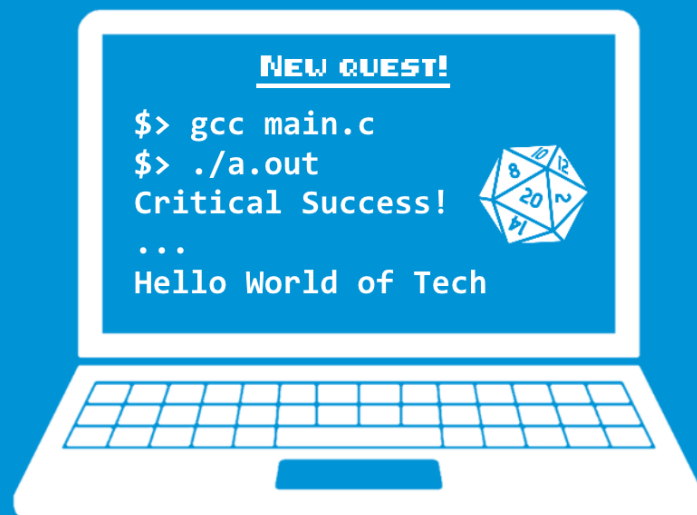 New quest!
$> gcc main.c
$> ./a.out
Critical Success!
...
Hello World of Tech
10
8
12
20
2
14